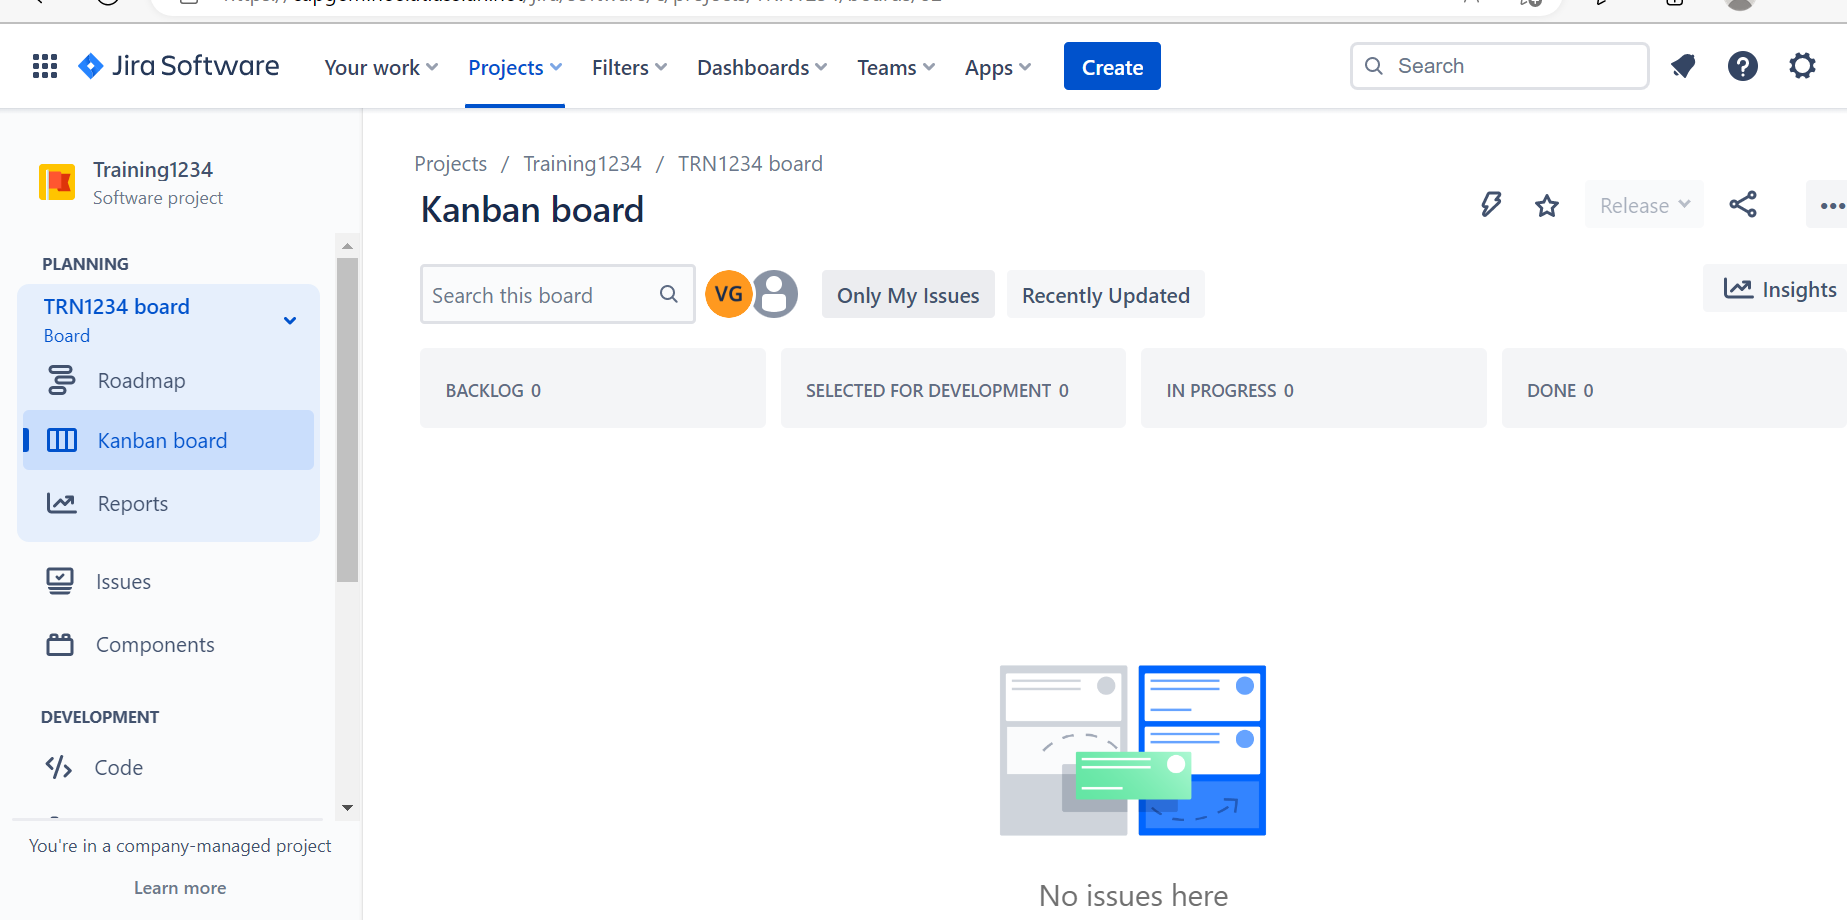 Jira Software
Your work
Projects
Filters
Dashboards
Teams
Apps
Create
Search
Training1234
Software project
PLANNING
TRN1234 board
Board
Roadmap
Kanban board
Reports
Issues
Components
DEVELOPMENT
Code
You're in a company-managed project
Learn more
Projects / Training1234 / TRN1234 board
Kanban board
Release
Search this board
VG
Only My Issues
Recently Updated
Insights
BACKLOG 0
SELECTED FOR DEVELOPMENT 0
IN PROGRESS 0
DONE 0
No issues here